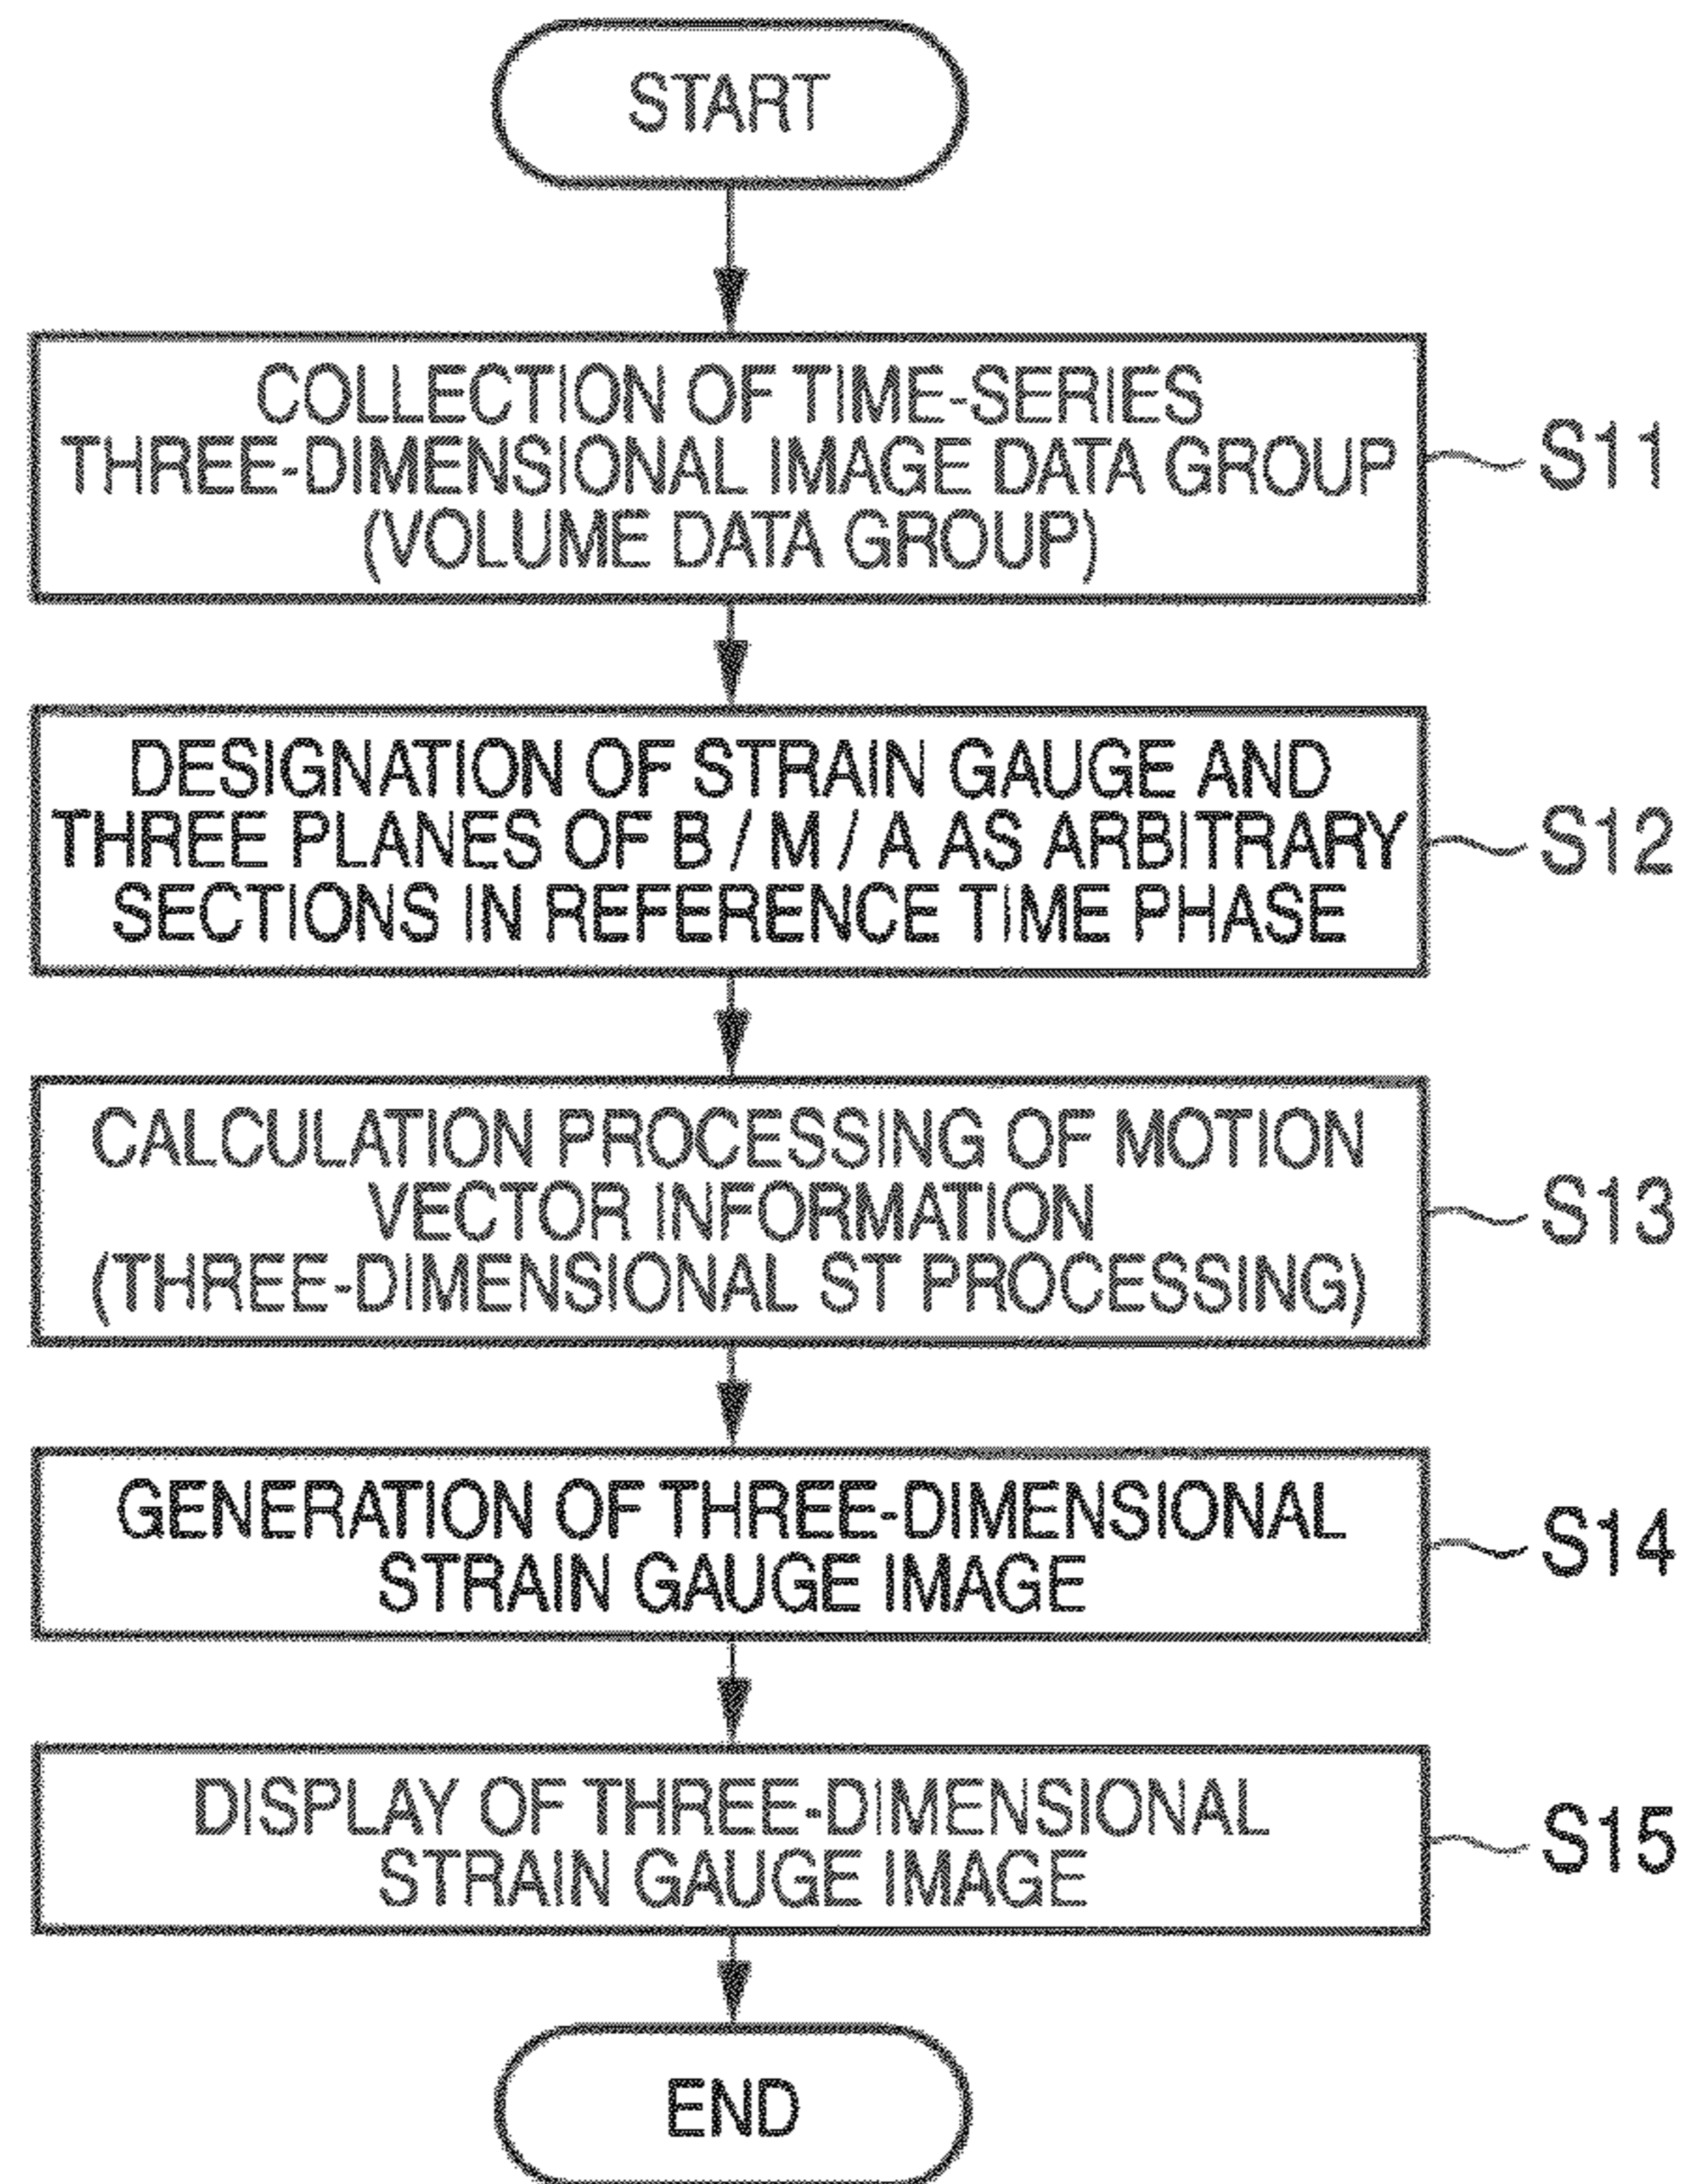 START
COLLECTION OF TIME-SERIES
THREE-DIMENSIONAL IMAGE DATA GROUP
(VOLUME DATA GROUP)
S11
DESIGNATION OF STRAIN GAUGE AND
THREE PLANES OF B / M / A AS ARBITRARY
SECTIONS IN REFERENCE TIME PHASE
S12
CALCULATION PROCESSING OF MOTION
VECTOR INFORMATION
(THREE-DIMENSIONAL ST PROCESSING)
S13
GENERATION OF THREE-DIMENSIONAL
STRAIN GAUGE IMAGE
S14
DISPLAY OF THREE-DIMENSIONAL
STRAIN GAUGE IMAGE
S15
END